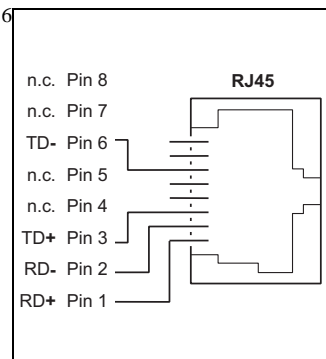 6
n.c. Pin 8
RJ45
n.c. Pin 7
TD- Pin 6
n.c. Pin 5
n.c. Pin 4
TD+ Pin 3
RD- Pin 2
RD+ Pin 1